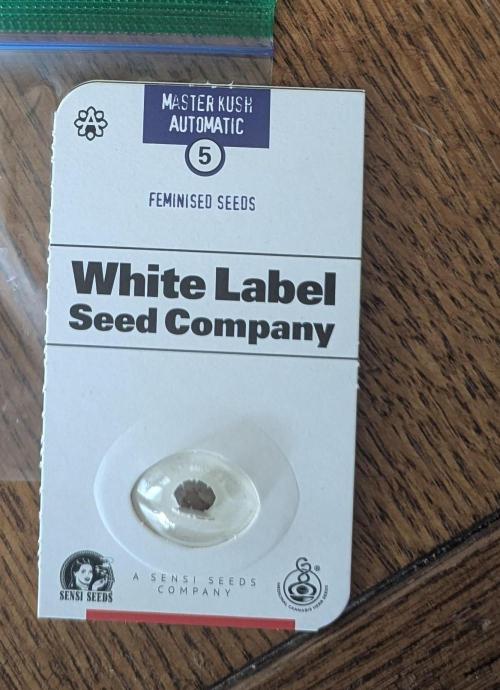 MASTER KUSH
AUTOMATIC
5
FEMINISED SEEDS
A
White Label
Seed Company
A SENSI SEEDS
COMPANY
SENSI SEEDS